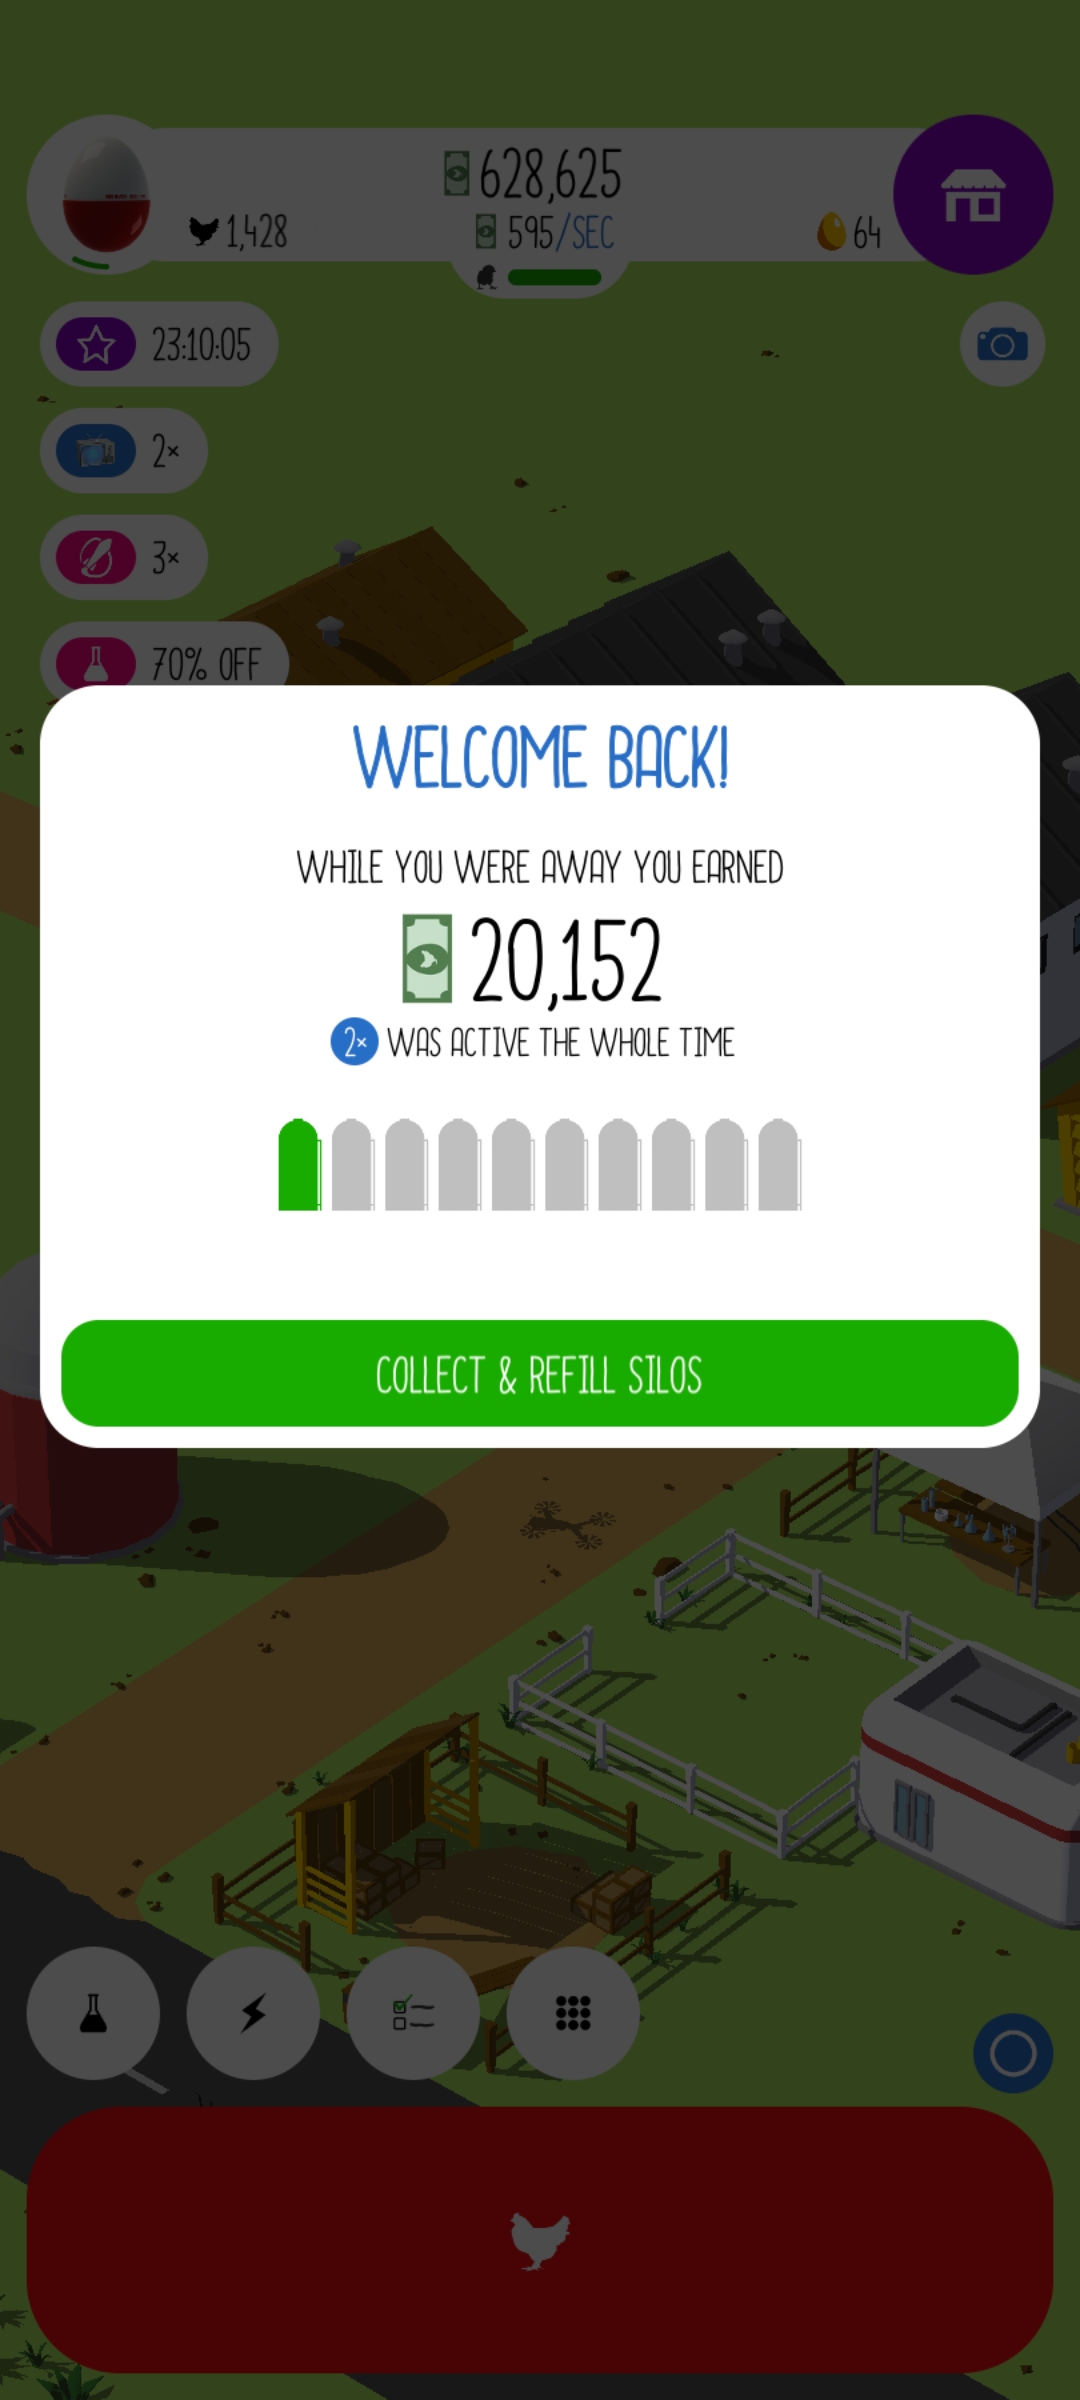 628,625
1,428
595/SEC
64
23:10:05
2×
3×
70% OFF
WELCOME BACK!
WHILE YOU WERE AWAY YOU EARNED
20,152
2× WAS ACTIVE THE WHOLE TIME
COLLECT & REFILL SILOS